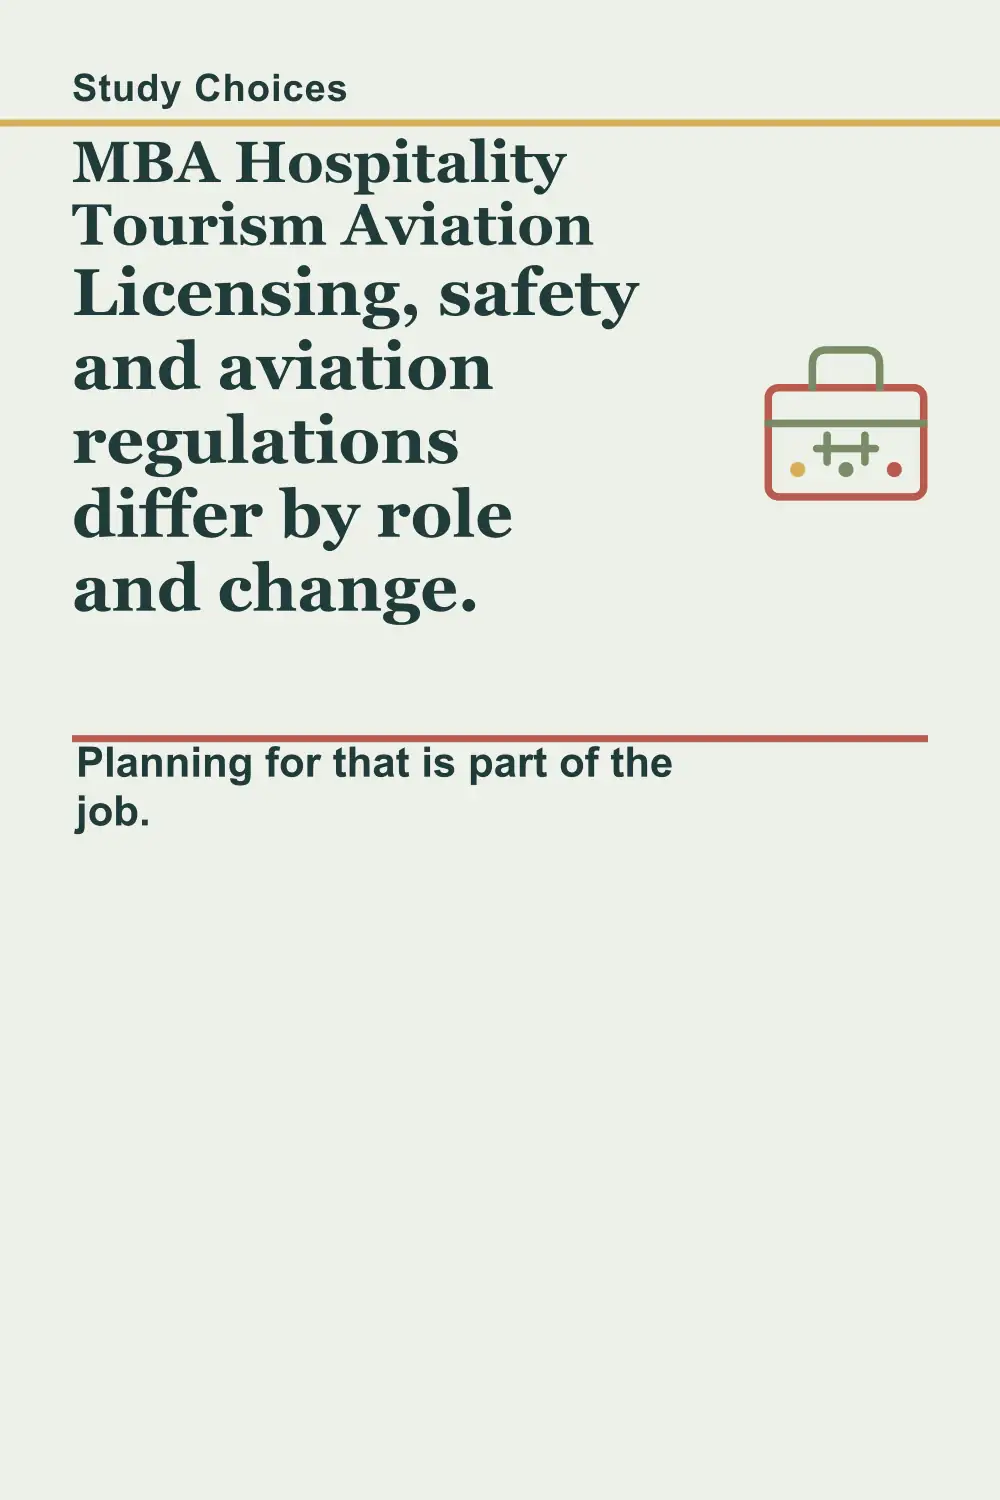 Study Choices
MBA Hospitality
Tourism Aviation
Licensing, safety
and aviation
regulations
differ by role
and change.
Planning for that is part of the
job.